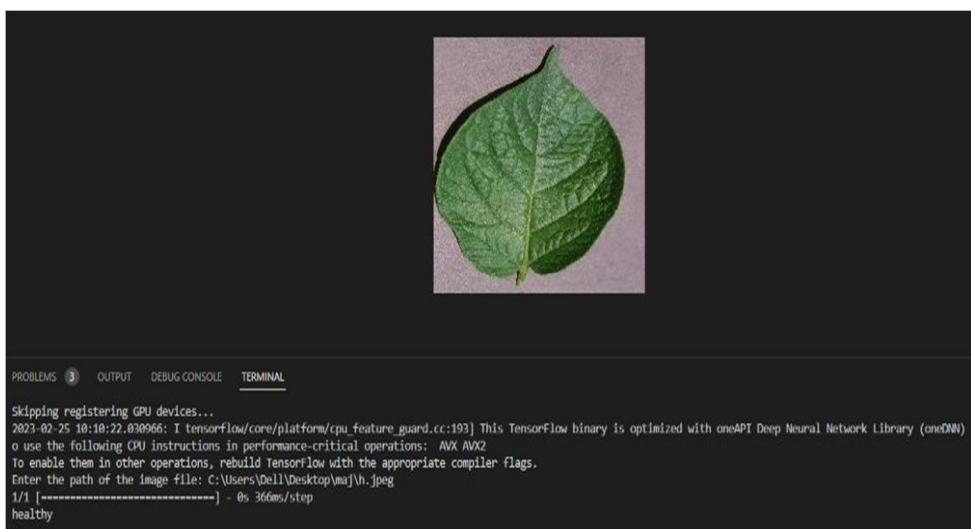 PROBLEMS 3 OUTPUT DEBUG CONSOLE TERMINAL
Skipping registering GPU devices...
2023-02-25 10:10:22.030966: I tensorflow/core/platform/cpu_feature_guard.cc:193] This TensorFlow binary is optimized with oneAPI Deep Neural Network Library (oneDNN)
o use the following CPU instructions in performance-critical operations:  AVX AVX2
To enable them in other operations, rebuild TensorFlow with the appropriate compiler flags.
Enter the path of the image file: C:\Users\Dell\Desktop\maj\h.jpeg
1/1 [==============================] - 0s 366ms/step
healthy